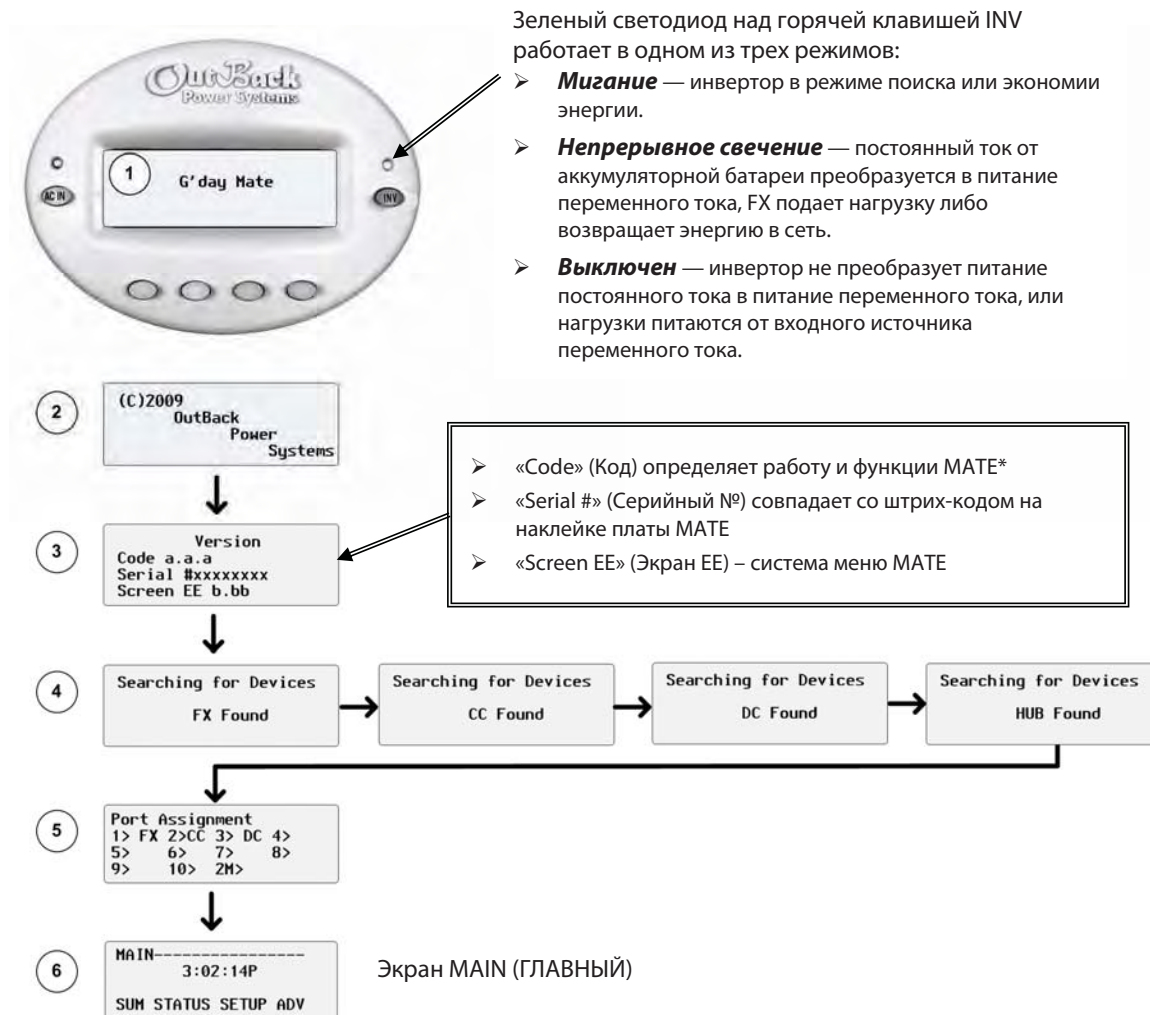 Зеленый светодиод над горячей клавишей INV
работает в одном из трех режимов:
➢ Мигание — инвертор в режиме поиска или экономии
энергии.
➢ Непрерывное свечение — постоянный ток от
аккумуляторной батареи преобразуется в питание
переменного тока, FX подает нагрузку либо
возвращает энергию в сеть.
➢ Выключен — инвертор не преобразует питание
постоянного тока в питание переменного тока, или
нагрузки питаются от входного источника
переменного тока.
OutBack
Power Systems
1
G'day Mate
AC IN
INV
2
(C)2009
OutBack
Power
Systems
➢ «Code» (Код) определяет работу и функции MATE*
➢ «Serial #» (Серийный №) совпадает со штрих-кодом на
наклейке платы MATE
➢ «Screen EE» (Экран EE) – система меню MATE
3
Version
Code a.a.a
Serial #xxxxxxxx
Screen EE b.bb
4
Searching for Devices
FX Found
Searching for Devices
CC Found
Searching for Devices
DC Found
Searching for Devices
HUB Found
5
Port Assignment
1> FX 2>CC 3> DC 4>
5> 6> 7> 8>
9> 10> 2M>
6
MAIN----------------
3:02:14P
SUM STATUS SETUP ADV
Экран MAIN (ГЛАВНЫЙ)